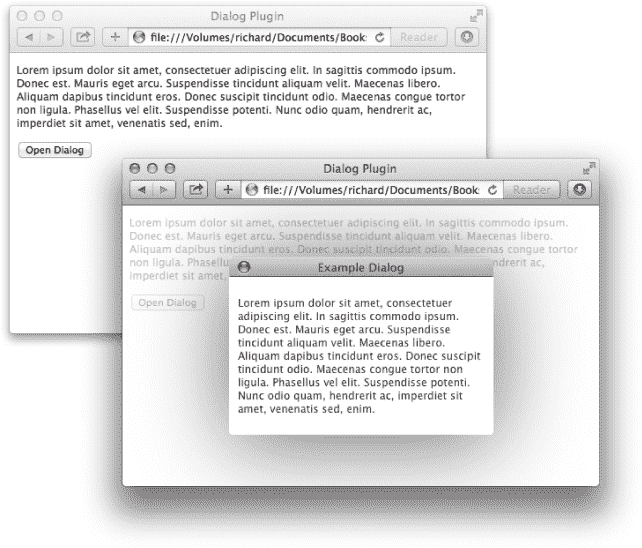 Dialog Plugin
file:///Volumes/richard/Documents/Book:
Reader
Lorem ipsum dolor sit amet, consectetuer adipiscing elit. In sagittis commodo ipsum.
Donec est. Mauris eget arcu. Suspendisse tincidunt aliquam velit. Maecenas libero.
Aliquam dapibus tincidunt eros. Donec suscipit tincidunt odio. Maecenas congue tortor
non ligula. Phasellus vel elit. Suspendisse potenti. Nunc odio quam, hendrerit ac,
imperdiet sit amet, venenatis sed, enim.
Open Dialog
Dialog Plugin
file:///Volumes/richard/Documents/Book:
Reader
Lorem ipsum dolor sit amet, consectetuer adipiscing elit. In sagittis commodo ipsum.
Donec est. Mauris eget arcu. Suspendisse tincidunt aliquam velit. Maecenas libero.
Aliquam dapibus tincidunt eros. Donec suscipit tincidunt odio. Maecenas congue tortor
non ligula. hendrerit ac,
imperdiet sit amet,
Open Dialog
Example Dialog
Lorem ipsum dolor sit amet, consectetuer
adipiscing elit. In sagittis commodo ipsum.
Donec est. Mauris eget arcu. Suspendisse
tincidunt aliquam velit. Maecenas libero.
Aliquam dapibus tincidunt eros. Donec suscipit
tincidunt odio. Maecenas congue tortor non
ligula. Phasellus vel elit. Suspendisse potenti.
Nunc odio quam, hendrerit ac, imperdiet sit
amet, venenatis sed, enim.